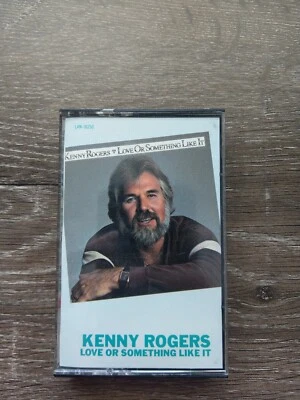 KENNY ROGERS ♥ LOVE OR SOMETHING LIKE IT
KENNY ROGERS
LOVE OR SOMETHING LIKE IT